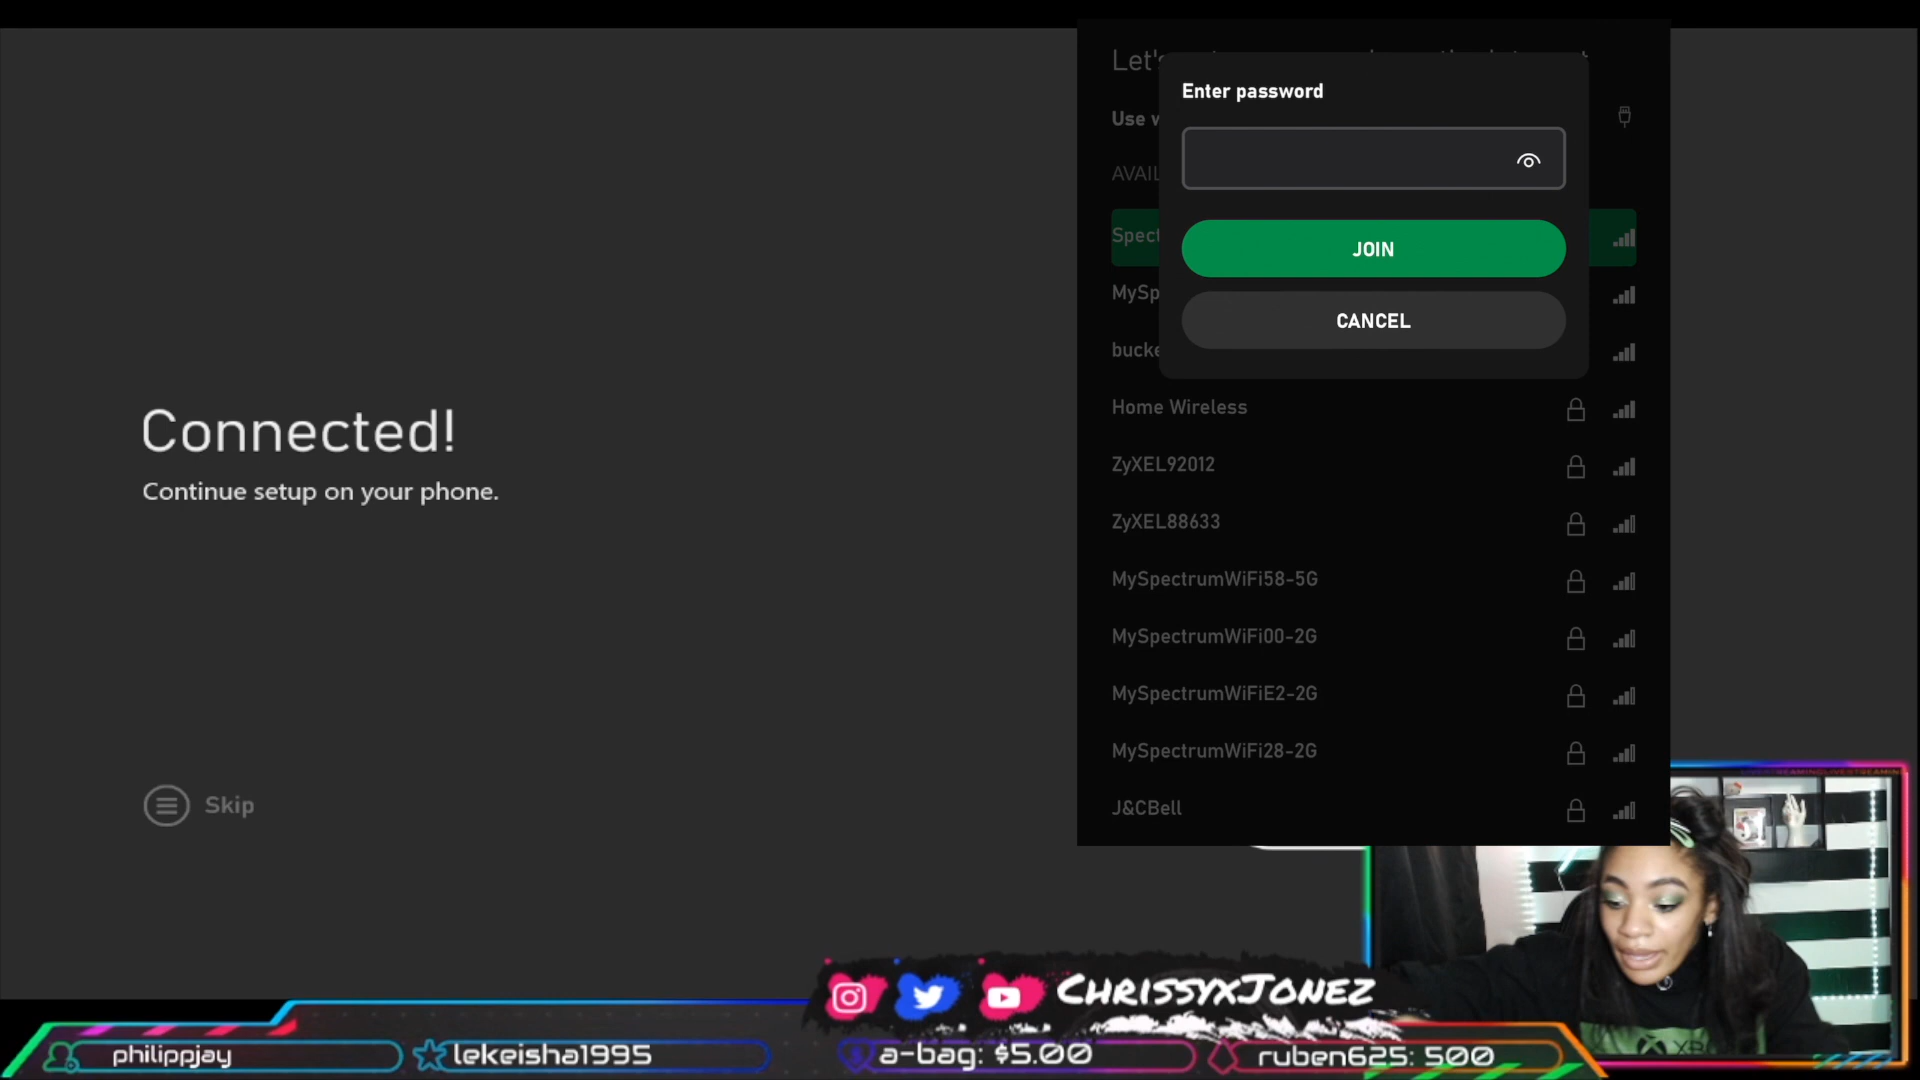 Connected!
Continue setup on your phone.
Skip
Let's
Enter password
Use
AVAIL
JOIN
Spect
MySp
CANCEL
bucke
Home Wireless
ZyXEL92012
ZyXEL88633
MySpectrumWiFi58-5G
MySpectrumWiFi00-2G
MySpectrumWiFiE2-2G
MySpectrumWiFi28-2G
J&CBell
CHRISSYXJONEZ
philippjay
lekeisha1995
a-bag: $5.00
ruben625: 500
XBOX